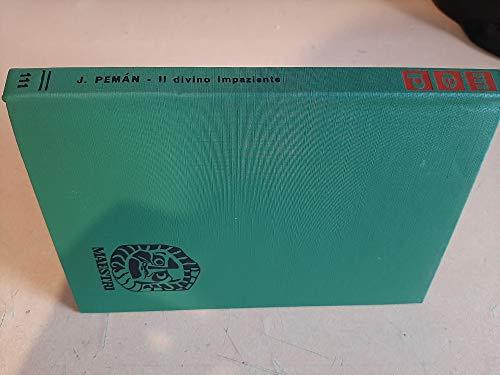 111
J. PEMÁN - Il divino impaziente
MAESTRI